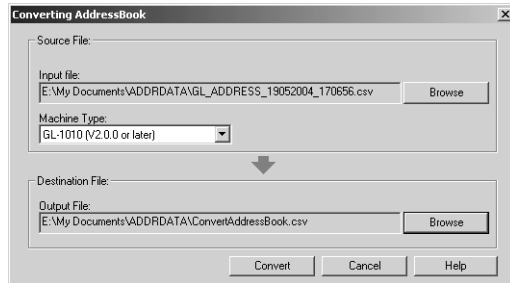 Converting AddressBook
Source File:
Input file:
E:\My Documents\ADDRDATA\GL_ADDRESS_19052004_170656.csv
Browse
Machine Type:
GL-1010 (V2.0.0 or later)
Destination File:
Output File:
E:\My Documents\ADDRDATA\ConvertAddressBook.csv
Browse
Convert Cancel Help